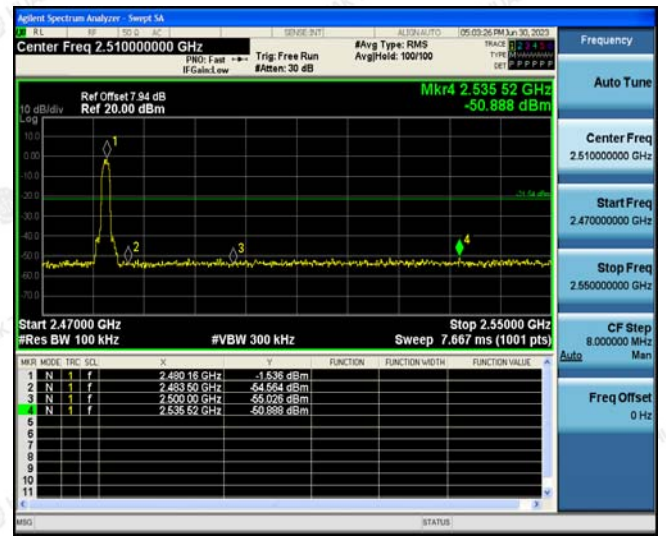 Agilent Spectrum Analyzer - Swept SA
RL RF 50 Ω AC SENSE:INT ALIGNAUTO 05:03:26 PM Jun 30, 2023
Center Freq 2.510000000 GHz
PNO: Fast
IFGain:Low
Trig: Free Run
#Atten: 30 dB
#Avg Type: RMS
Avg|Hold: 100/100
TRACE 1 2 3 4 5 6
TYPE
DET P P P P P P
Ref Offset 7.94 dB
10 dB/div Ref 20.00 dBm
Log
Mkr4 2.535 52 GHz
-50.888 dBm
10.0
0.00
-10.0
-20.0
-30.0
-40.0
-50.0
-60.0
-70.0
1
2
3
4
-21.54 dBm
Start 2.47000 GHz Stop 2.55000 GHz
#Res BW 100 kHz #VBW 300 kHz Sweep 7.667 ms (1001 pts)
MKR MODE TRC SCL X Y FUNCTION FUNCTION WIDTH FUNCTION VALUE
1 N 1 f 2.480 16 GHz -1.536 dBm
2 N 1 f 2.483 50 GHz -54.564 dBm
3 N 1 f 2.500 00 GHz -55.026 dBm
4 N 1 f 2.535 52 GHz -50.888 dBm
5
6
7
8
9
10
11
MSG STATUS
Frequency
Auto Tune
Center Freq
2.510000000 GHz
Start Freq
2.470000000 GHz
Stop Freq
2.550000000 GHz
CF Step
8.000000 MHz
Auto Man
Freq Offset
0 Hz